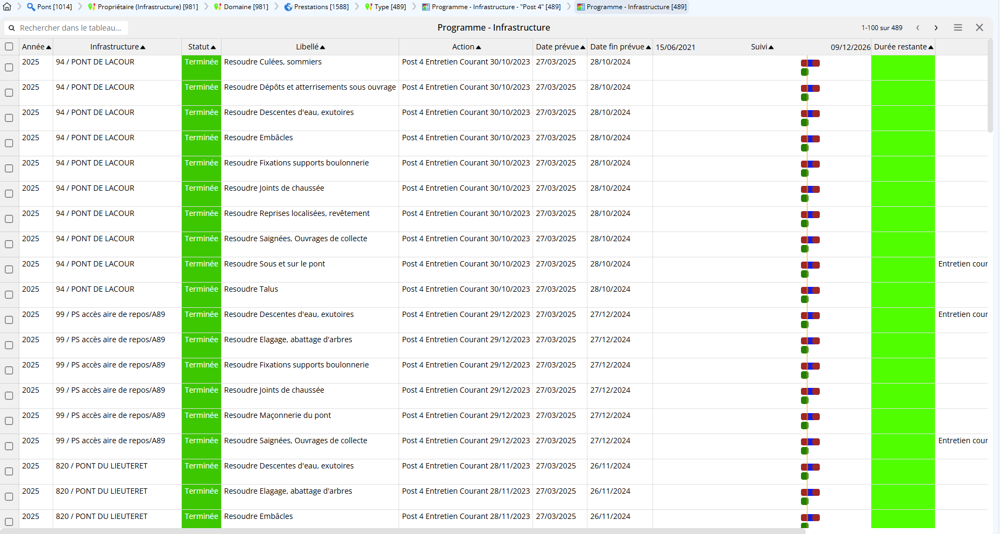 Pont [1014] Propriétaire (Infrastructure) [981] Domaine [981] Prestations [1588] Type [489] Programme - Infrastructure - "Post 4" [489] Programme - Infrastructure [489]
Rechercher dans le tableau... Programme - Infrastructure 1-100 sur 489
Année Infrastructure Statut Libellé Action Date prévue Date fin prévue 15/06/2021 Suivi 09/12/2026 Durée restante
2025 94 / PONT DE LACOUR Terminée Resoudre Culées, sommiers Post 4 Entretien Courant 30/10/2023 27/03/2025 28/10/2024
2025 94 / PONT DE LACOUR Terminée Resoudre Dépôts et atterrisements sous ouvrage Post 4 Entretien Courant 30/10/2023 27/03/2025 28/10/2024
2025 94 / PONT DE LACOUR Terminée Resoudre Descentes d'eau, exutoires Post 4 Entretien Courant 30/10/2023 27/03/2025 28/10/2024
2025 94 / PONT DE LACOUR Terminée Resoudre Embâcles Post 4 Entretien Courant 30/10/2023 27/03/2025 28/10/2024
2025 94 / PONT DE LACOUR Terminée Resoudre Fixations supports boulonnerie Post 4 Entretien Courant 30/10/2023 27/03/2025 28/10/2024
2025 94 / PONT DE LACOUR Terminée Resoudre Joints de chaussée Post 4 Entretien Courant 30/10/2023 27/03/2025 28/10/2024
2025 94 / PONT DE LACOUR Terminée Resoudre Reprises localisées, revêtement Post 4 Entretien Courant 30/10/2023 27/03/2025 28/10/2024
2025 94 / PONT DE LACOUR Terminée Resoudre Saignées, Ouvrages de collecte Post 4 Entretien Courant 30/10/2023 27/03/2025 28/10/2024
2025 94 / PONT DE LACOUR Terminée Resoudre Sous et sur le pont Post 4 Entretien Courant 30/10/2023 27/03/2025 28/10/2024 Entretien cour
2025 94 / PONT DE LACOUR Terminée Resoudre Talus Post 4 Entretien Courant 30/10/2023 27/03/2025 28/10/2024
2025 99 / PS accès aire de repos/A89 Terminée Resoudre Descentes d'eau, exutoires Post 4 Entretien Courant 29/12/2023 27/03/2025 27/12/2024 Entretien cour
2025 99 / PS accès aire de repos/A89 Terminée Resoudre Elagage, abattage d'arbres Post 4 Entretien Courant 29/12/2023 27/03/2025 27/12/2024
2025 99 / PS accès aire de repos/A89 Terminée Resoudre Fixations supports boulonnerie Post 4 Entretien Courant 29/12/2023 27/03/2025 27/12/2024
2025 99 / PS accès aire de repos/A89 Terminée Resoudre Joints de chaussée Post 4 Entretien Courant 29/12/2023 27/03/2025 27/12/2024
2025 99 / PS accès aire de repos/A89 Terminée Resoudre Maçonnerie du pont Post 4 Entretien Courant 29/12/2023 27/03/2025 27/12/2024
2025 99 / PS accès aire de repos/A89 Terminée Resoudre Saignées, Ouvrages de collecte Post 4 Entretien Courant 29/12/2023 27/03/2025 27/12/2024 Entretien cour
2025 820 / PONT DU LIEUTERET Terminée Resoudre Descentes d'eau, exutoires Post 4 Entretien Courant 28/11/2023 27/03/2025 26/11/2024
2025 820 / PONT DU LIEUTERET Terminée Resoudre Elagage, abattage d'arbres Post 4 Entretien Courant 28/11/2023 27/03/2025 26/11/2024
2025 820 / PONT DU LIEUTERET Terminée Resoudre Embâcles Post 4 Entretien Courant 28/11/2023 27/03/2025 26/11/2024